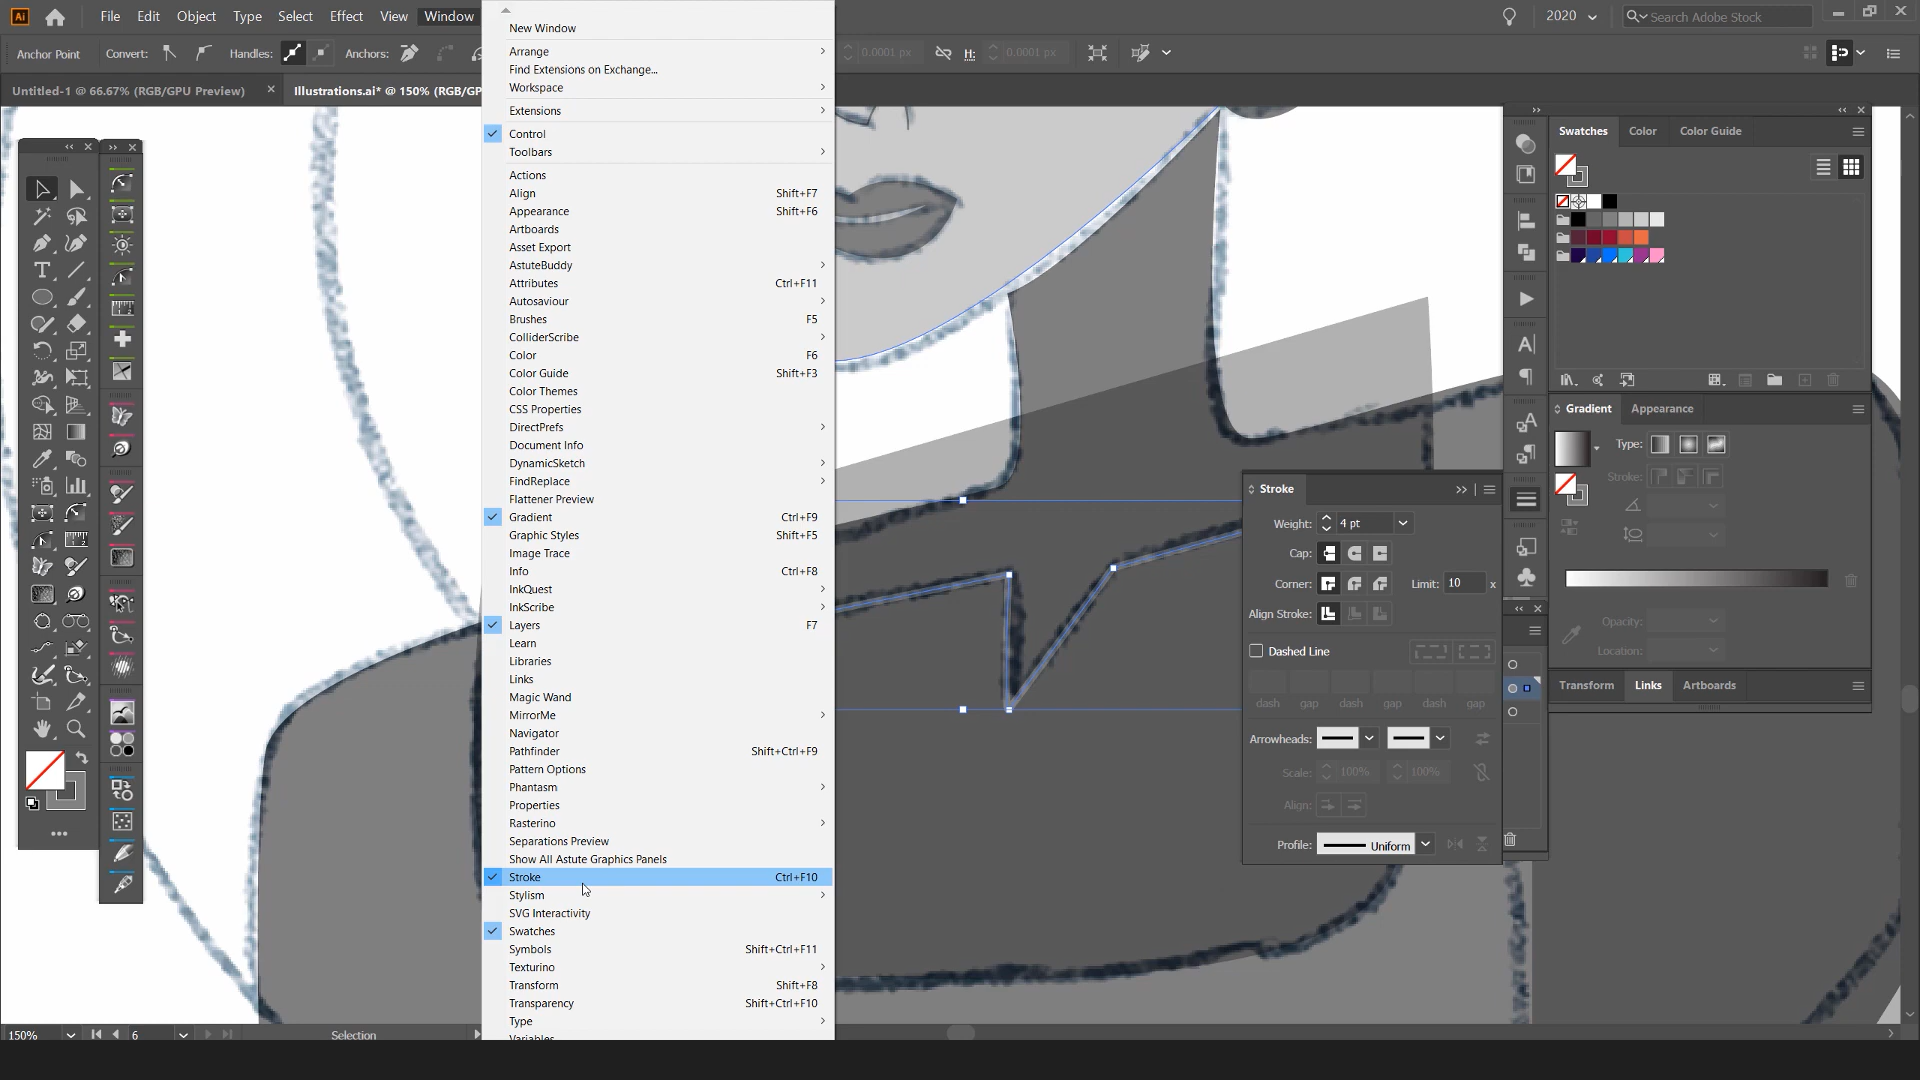 Ai
File Edit Object Type Select Effect View Window
2020
Search Adobe Stock
Anchor Point Convert: Handles: Anchors:
0.0001 px H: 0.0001 px
Untitled-1 @ 66.67% (RGB/GPU Preview) ×
Illustrations.ai* @ 150% (RGB/GP
New Window
Arrange
Find Extensions on Exchange...
Workspace
Extensions
Control
Toolbars
Actions
Align Shift+F7
Appearance Shift+F6
Artboards
Asset Export
AstuteBuddy
Attributes Ctrl+F11
Autosaviour
Brushes F5
ColliderScribe
Color F6
Color Guide Shift+F3
Color Themes
CSS Properties
DirectPrefs
Document Info
DynamicSketch
FindReplace
Flattener Preview
Gradient Ctrl+F9
Graphic Styles Shift+F5
Image Trace
Info Ctrl+F8
InkQuest
InkScribe
Layers F7
Learn
Libraries
Links
Magic Wand
MirrorMe
Navigator
Pathfinder Shift+Ctrl+F9
Pattern Options
Phantasm
Properties
Rasterino
Separations Preview
Show All Astute Graphics Panels
Stroke Ctrl+F10
Stylism
SVG Interactivity
Swatches
Symbols Shift+Ctrl+F11
Texturino
Transform Shift+F8
Transparency Shift+Ctrl+F10
Type
Variables
Stroke
Weight: 4 pt
Cap:
Corner: Limit: 10 x
Align Stroke:
Dashed Line
dash gap dash gap dash gap
Arrowheads:
Scale: 100% 100%
Align:
Profile: Uniform
Swatches Color Color Guide
Gradient Appearance
Type:
Stroke:
Opacity:
Location:
Transform Links Artboards
150% 6 Selection